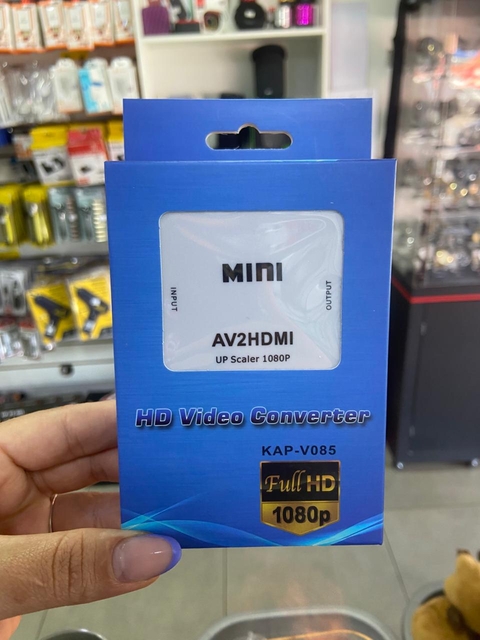 MINI
INPUT
OUTPUT
AV2HDMI
UP Scaler 1080P
HD Video Converter
KAP-V085
Full HD
1080p